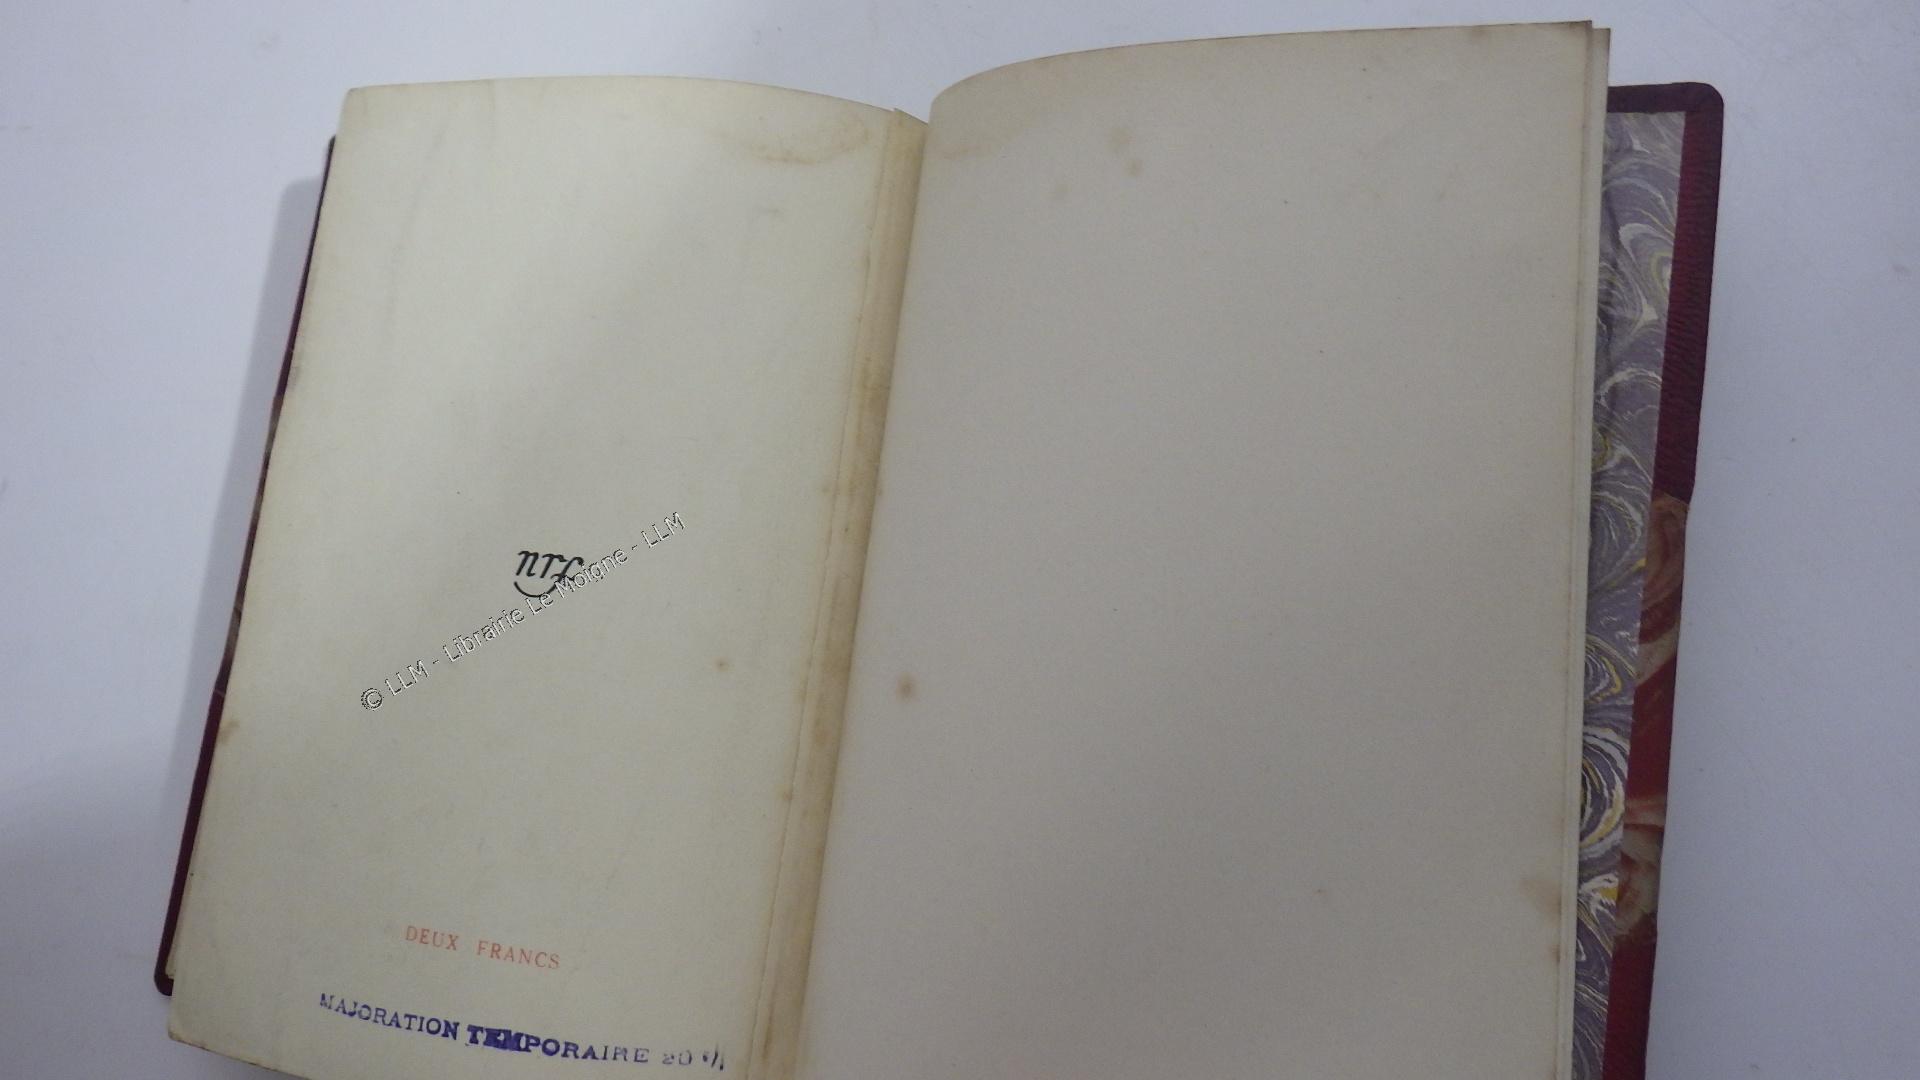 nrf
© LLM - Librairie Le Moigne - LLM
DEUX FRANCS
MAJORATION TEMPORAIRE 20 %